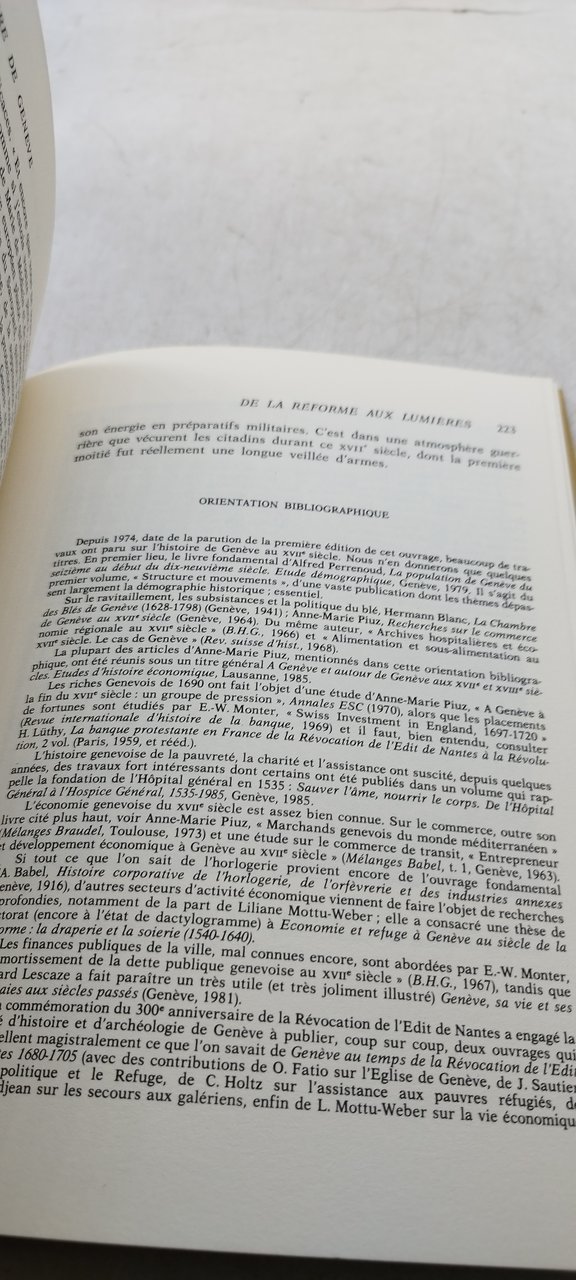 RE DE GENÈVE
DE LA RÉFORME AUX LUMIÈRES 223
son énergie en préparatifs militaires. C'est dans une atmosphère guer-
rière que vécurent les citadins durant ce XVIIe siècle, dont la première
moitié fut réellement une longue veillée d'armes.
ORIENTATION BIBLIOGRAPHIQUE
Depuis 1974, date de la parution de la première édition de cet ouvrage, beaucoup de tra-
vaux ont paru sur l'histoire de Genève au XVIIe siècle. Nous n'en donnerons que quelques
titres. En premier lieu, le livre fondamental d'Alfred Perrenoud, La population de Genève du
seizième au début du dix-neuvième siècle. Etude démographique, Genève, 1979. Il s'agit du
premier volume, « Structure et mouvements », d'une vaste publication dont les thèmes dépas-
sent largement la démographie historique ; essentiel.
Sur le ravitaillement, les subsistances et la politique du blé, Hermann Blanc, La Chambre
des Blés de Genève (1628-1798) (Genève, 1941) ; Anne-Marie Piuz, Recherches sur le commerce
de Genève au XVIIe siècle (Genève, 1964). Du même auteur, « Archives hospitalières et éco-
nomie régionale au XVIIe siècle » (B.H.G., 1966) et « Alimentation et sous-alimentation au
XVIIe siècle. Le cas de Genève » (Rev. suisse d'hist., 1968).
La plupart des articles d'Anne-Marie Piuz, mentionnés dans cette orientation bibliogra-
phique, ont été réunis sous un titre général A Genève et autour de Genève aux XVIIe et XVIIIe siè-
cles. Etudes d'histoire économique, Lausanne, 1985.
Les riches Genevois de 1690 ont fait l'objet d'une étude d'Anne-Marie Piuz, « A Genève à
la fin du XVIIe siècle : un groupe de pression », Annales ESC (1970), alors que les placements
de fortunes sont étudiés par E.-W. Monter, « Swiss Investment in England, 1697-1720 »
(Revue internationale d'histoire de la banque, 1969) et il faut, bien entendu, consulter
H. Lüthy, La banque protestante en France de la Révocation de l'Edit de Nantes à la Révolu-
tion, 2 vol. (Paris, 1959, et rééd.).
L'histoire genevoise de la pauvreté, la charité et l'assistance ont suscité, depuis quelques
années, des travaux fort intéressants dont certains ont été publiés dans un volume qui rap-
pelle la fondation de l'Hôpital général en 1535 : Sauver l'âme, nourrir le corps. De l'Hôpital
Général à l'Hospice Général, 1535-1985, Genève, 1985.
L'économie genevoise du XVIIe siècle est assez bien connue. Sur le commerce, outre son
livre cité plus haut, voir Anne-Marie Piuz, « Marchands genevois du monde méditerranéen »
(Mélanges Braudel, Toulouse, 1973) et une étude sur le commerce de transit, « Entrepreneur
et développement économique à Genève au XVIIe siècle » (Mélanges Babel, t. 1, Genève, 1963).
Si tout ce que l'on sait de l'horlogerie provient encore de l'ouvrage fondamental
A. Babel, Histoire corporative de l'horlogerie, de l'orfèvrerie et des industries annexes
enève, 1916), d'autres secteurs d'activité économique viennent de faire l'objet de recherches
profondies, notamment de la part de Liliane Mottu-Weber ; elle a consacré une thèse de
torat (encore à l'état de dactylogramme) à Economie et refuge à Genève au siècle de la
orme : la draperie et la soierie (1540-1640).
Les finances publiques de la ville, mal connues encore, sont abordées par E.-W. Monter,
mortissement de la dette publique genevoise au XVIIe siècle » (B.H.G., 1967), tandis que
ard Lescaze a fait paraître un très utile (et très joliment illustré) Genève, sa vie et ses
aies aux siècles passés (Genève, 1981).
commémoration du 300e anniversaire de la Révocation de l'Edit de Nantes a engagé la
é d'histoire et d'archéologie de Genève à publier, coup sur coup, deux ouvrages qui
ellent magistralement ce que l'on savait de Genève au temps de la Révocation de l'Edit
es 1680-1705 (avec des contributions de O. Fatio sur l'Eglise de Genève, de J. Sautier
politique et le Refuge, de C. Holtz sur l'assistance aux pauvres réfugiés, de
djean sur les secours aux galériens, enfin de L. Mottu-Weber sur la vie économique